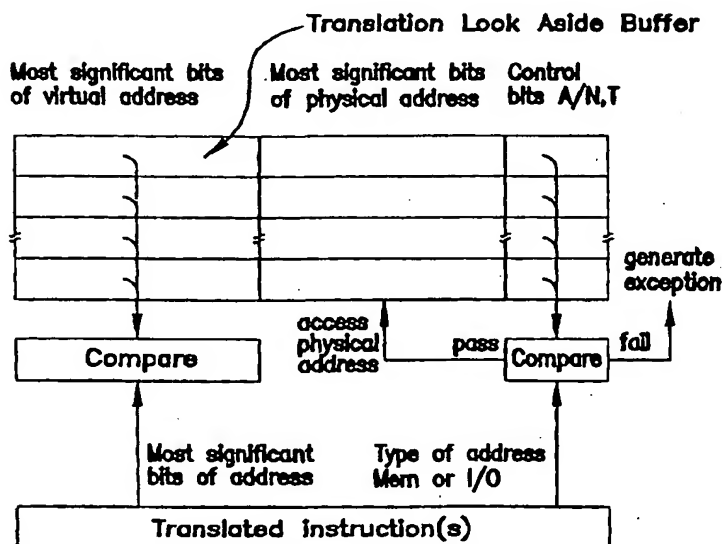 Translation Look Aside Buffer
Most significant bits
of virtual address
Most significant bits
of physical address
Control
bits A/N,T
generate
exception
access
physical
address
pass
fail
Compare
Compare
Most significant
bits of address
Type of address
Mem or I/O
Translated instruction(s)